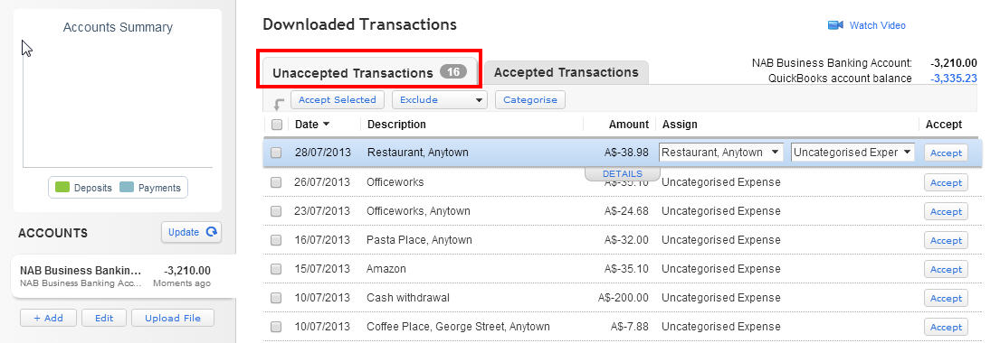 Accounts Summary
Deposits Payments
ACCOUNTS Update
NAB Business Bankin... -3,210.00
NAB Business Banking Acc... Moments ago
+ Add Edit Upload File
Downloaded Transactions
Watch Video
Unaccepted Transactions 16 Accepted Transactions
NAB Business Banking Account: -3,210.00
QuickBooks account balance -3,335.23
Accept Selected Exclude Categorise
Date Description Amount Assign Accept
28/07/2013 Restaurant, Anytown A$-38.98 Restaurant, Anytown Uncategorised Exper Accept
DETAILS
26/07/2013 Officeworks A$-35.10 Uncategorised Expense Accept
23/07/2013 Officeworks, Anytown A$-24.68 Uncategorised Expense Accept
16/07/2013 Pasta Place, Anytown A$-32.00 Uncategorised Expense Accept
15/07/2013 Amazon A$-35.10 Uncategorised Expense Accept
10/07/2013 Cash withdrawal A$-200.00 Uncategorised Expense Accept
10/07/2013 Coffee Place, George Street, Anytown A$-7.88 Uncategorised Expense Accept